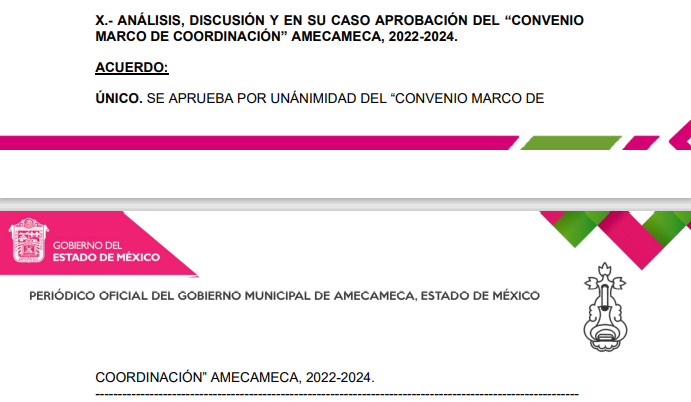 X.- ANÁLISIS, DISCUSIÓN Y EN SU CASO APROBACIÓN DEL “CONVENIO
MARCO DE COORDINACIÓN” AMECAMECA, 2022-2024.
ACUERDO:
ÚNICO. SE APRUEBA POR UNÁNIMIDAD DEL “CONVENIO MARCO DE
GOBIERNO DEL
ESTADO DE MÉXICO
PERIÓDICO OFICIAL DEL GOBIERNO MUNICIPAL DE AMECAMECA, ESTADO DE MÉXICO
COORDINACIÓN” AMECAMECA, 2022-2024.